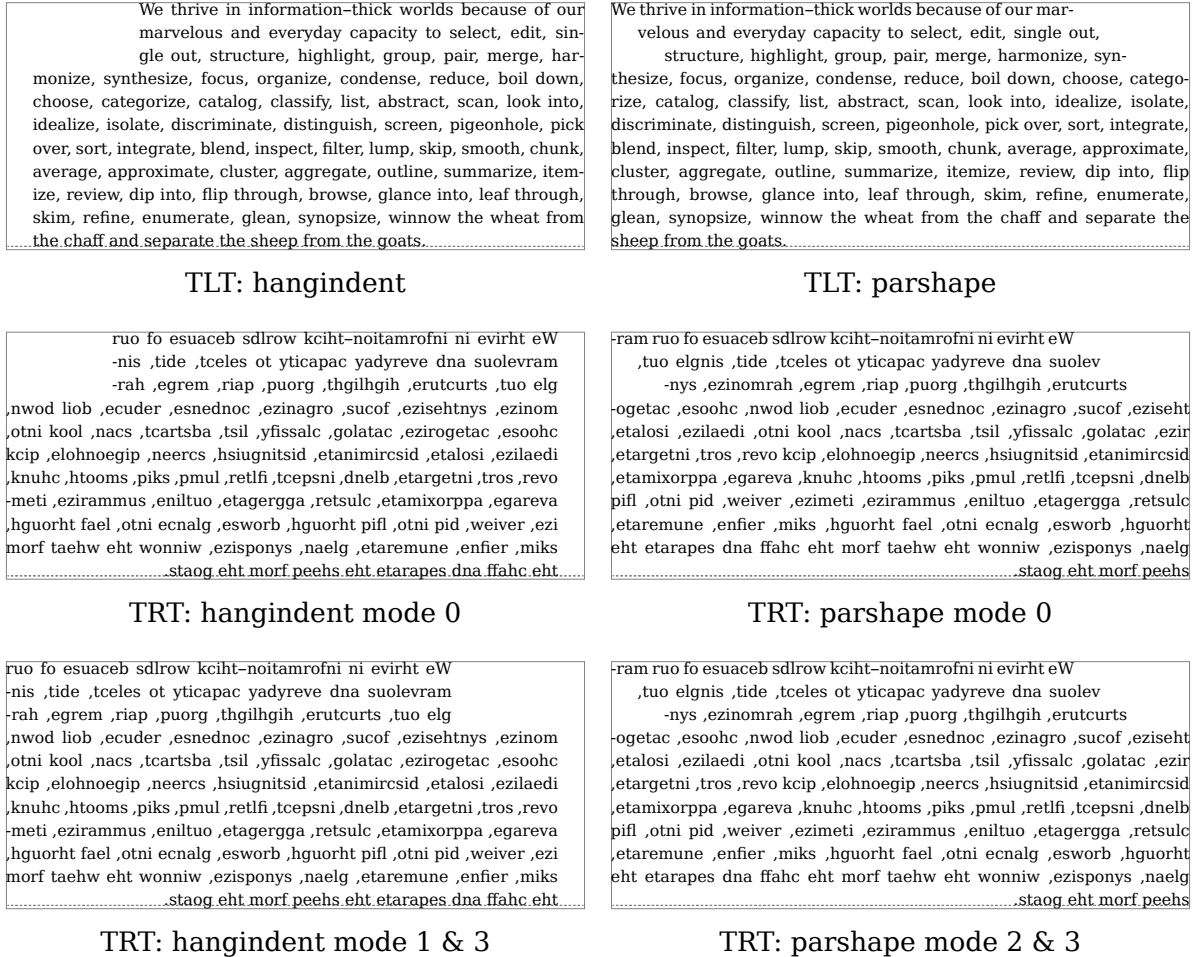 We thrive in information–thick worlds because of our
marvelous and everyday capacity to select, edit, sin-
gle out, structure, highlight, group, pair, merge, har-
monize, synthesize, focus, organize, condense, reduce, boil down,
choose, categorize, catalog, classify, list, abstract, scan, look into,
idealize, isolate, discriminate, distinguish, screen, pigeonhole, pick
over, sort, integrate, blend, inspect, filter, lump, skip, smooth, chunk,
average, approximate, cluster, aggregate, outline, summarize, item-
ize, review, dip into, flip through, browse, glance into, leaf through,
skim, refine, enumerate, glean, synopsize, winnow the wheat from
the chaff and separate the sheep from the goats.
TLT: hangindent
We thrive in information–thick worlds because of our mar-
velous and everyday capacity to select, edit, single out,
structure, highlight, group, pair, merge, harmonize, syn-
thesize, focus, organize, condense, reduce, boil down, choose, catego-
rize, catalog, classify, list, abstract, scan, look into, idealize, isolate,
discriminate, distinguish, screen, pigeonhole, pick over, sort, integrate,
blend, inspect, filter, lump, skip, smooth, chunk, average, approximate,
cluster, aggregate, outline, summarize, itemize, review, dip into, flip
through, browse, glance into, leaf through, skim, refine, enumerate,
glean, synopsize, winnow the wheat from the chaff and separate the
sheep from the goats.
TLT: parshape
ruo fo esuaceb sdlrow kciht–noitamrofni ni evirht eW
-nis ,tide ,tceles ot yticapac yadyreve dna suolevram
-rah ,egrem ,riap ,puorg ,thgilhgih ,erutcurts ,tuo elg
,nwod liob ,ecuder ,esnednoc ,ezinagro ,sucof ,ezisehtnys ,ezinom
,otni kool ,nacs ,tcartsba ,tsil ,yfissalc ,golatac ,ezirogetac ,esoohc
kcip ,elohnoegip ,neercs ,hsiugnitsid ,etanimircsid ,etalosi ,ezilaedi
,knuhc ,htooms ,piks ,pmul ,retlfi ,tcepsni ,dnelb ,etargetni ,tros ,revo
-meti ,ezirammus ,eniltuo ,etagergga ,retsulc ,etamixorppa ,egareva
,hguorht fael ,otni ecnalg ,esworb ,hguorht pifl ,otni pid ,weiver ,ezi
morf taehw eht wonniw ,ezisponys ,naelg ,etaremune ,enfier ,miks
.staog eht morf peehs eht etarapes dna ffahc eht
TRT: hangindent mode 0
-ram ruo fo esuaceb sdlrow kciht–noitamrofni ni evirht eW
,tuo elgnis ,tide ,tceles ot yticapac yadyreve dna suolev
-nys ,ezinomrah ,egrem ,riap ,puorg ,thgilhgih ,erutcurts
-ogetac ,esoohc ,nwod liob ,ecuder ,esnednoc ,ezinagro ,sucof ,eziseht
,etalosi ,ezilaedi ,otni kool ,nacs ,tcartsba ,tsil ,yfissalc ,golatac ,ezir
,etargetni ,tros ,revo kcip ,elohnoegip ,neercs ,hsiugnitsid ,etanimircsid
,etamixorppa ,egareva ,knuhc ,htooms ,piks ,pmul ,retlfi ,tcepsni ,dnelb
pifl ,otni pid ,weiver ,ezimeti ,ezirammus ,eniltuo ,etagergga ,retsulc
,etaremune ,enfier ,miks ,hguorht fael ,otni ecnalg ,esworb ,hguorht
eht etarapes dna ffahc eht morf taehw eht wonniw ,ezisponys ,naelg
.staog eht morf peehs
TRT: parshape mode 0
ruo fo esuaceb sdlrow kciht–noitamrofni ni evirht eW
-nis ,tide ,tceles ot yticapac yadyreve dna suolevram
-rah ,egrem ,riap ,puorg ,thgilhgih ,erutcurts ,tuo elg
,nwod liob ,ecuder ,esnednoc ,ezinagro ,sucof ,ezisehtnys ,ezinom
,otni kool ,nacs ,tcartsba ,tsil ,yfissalc ,golatac ,ezirogetac ,esoohc
kcip ,elohnoegip ,neercs ,hsiugnitsid ,etanimircsid ,etalosi ,ezilaedi
,knuhc ,htooms ,piks ,pmul ,retlfi ,tcepsni ,dnelb ,etargetni ,tros ,revo
-meti ,ezirammus ,eniltuo ,etagergga ,retsulc ,etamixorppa ,egareva
,hguorht fael ,otni ecnalg ,esworb ,hguorht pifl ,otni pid ,weiver ,ezi
morf taehw eht wonniw ,ezisponys ,naelg ,etaremune ,enfier ,miks
.staog eht morf peehs eht etarapes dna ffahc eht
TRT: hangindent mode 1 & 3
-ram ruo fo esuaceb sdlrow kciht–noitamrofni ni evirht eW
,tuo elgnis ,tide ,tceles ot yticapac yadyreve dna suolev
-nys ,ezinomrah ,egrem ,riap ,puorg ,thgilhgih ,erutcurts
-ogetac ,esoohc ,nwod liob ,ecuder ,esnednoc ,ezinagro ,sucof ,eziseht
,etalosi ,ezilaedi ,otni kool ,nacs ,tcartsba ,tsil ,yfissalc ,golatac ,ezir
,etargetni ,tros ,revo kcip ,elohnoegip ,neercs ,hsiugnitsid ,etanimircsid
,etamixorppa ,egareva ,knuhc ,htooms ,piks ,pmul ,retlfi ,tcepsni ,dnelb
pifl ,otni pid ,weiver ,ezimeti ,ezirammus ,eniltuo ,etagergga ,retsulc
,etaremune ,enfier ,miks ,hguorht fael ,otni ecnalg ,esworb ,hguorht
eht etarapes dna ffahc eht morf taehw eht wonniw ,ezisponys ,naelg
.staog eht morf peehs
TRT: parshape mode 2 & 3